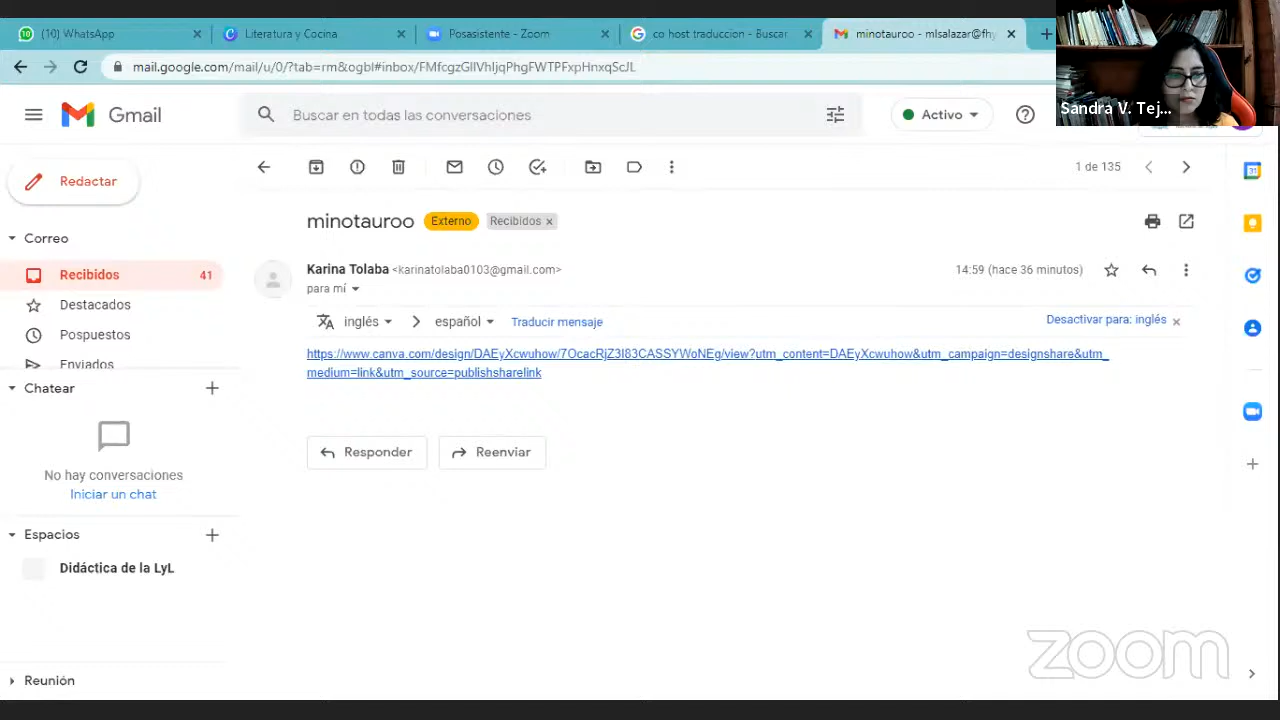 (10) WhatsApp
Literatura y Cocina
Posasistente - Zoom
co host traduccion - Buscar
minotauroo - mlsalazar@fhy
mail.google.com/mail/u/0/?tab=rm&ogbl#inbox/FMfcgzGllVhljqPhgFWTPFxpHnxqScJL
Sandra V. Tej...
Gmail
Buscar en todas las conversaciones
Activo
Redactar
1 de 135
minotauroo
Externo
Recibidos
Correo
Karina Tolaba <karinatolaba0103@gmail.com>
14:59 (hace 36 minutos)
para mí
Recibidos 41
Destacados
Pospuestos
Enviados
inglés
español
Traducir mensaje
Desactivar para: inglés
https://www.canva.com/design/DAEyXcwuhow/7OcacRjZ3I83CASSYWoNEg/view?utm_content=DAEyXcwuhow&utm_campaign=designshare&utm_
medium=link&utm_source=publishsharelink
Chatear
Responder
Reenviar
No hay conversaciones
Iniciar un chat
Espacios
Didáctica de la LyL
Reunión
zoom